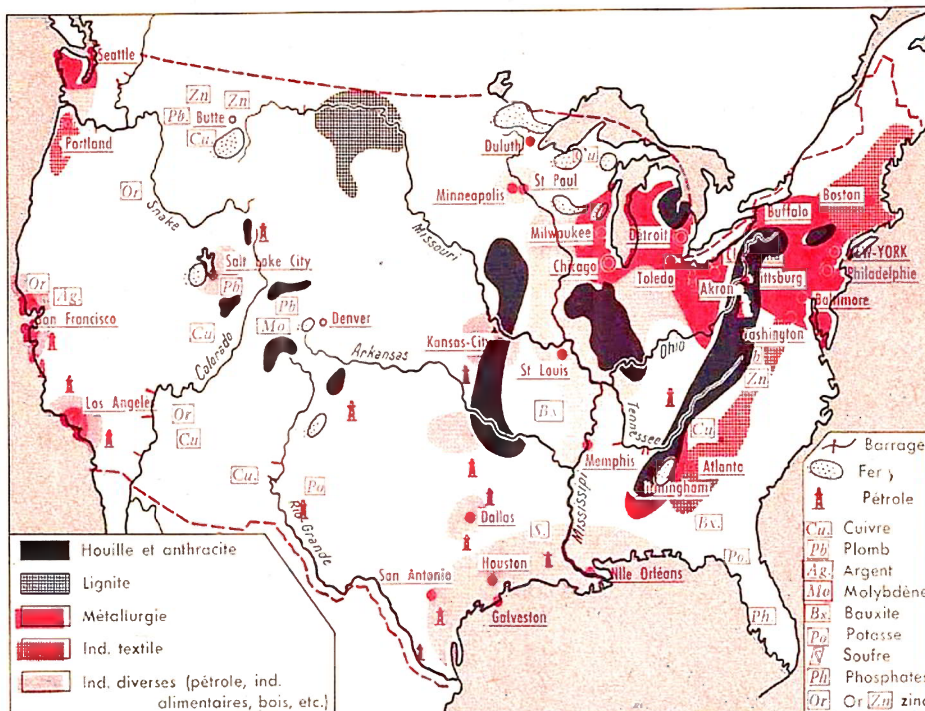 Seattle
Zn
Zn
Pb
Butte
Cu.
Portland
Or
Snake
Duluth
Cu
Minneapolis
St Paul
Missouri
Milwaukee
Detroit
Buffalo
Boston
Chicago
Toledo
Akron
NEW-YORK
Philadelphie
Baltimore
Salt Lake City
Pb
Or
Ag.
San Francisco
Cu
Mo
Pb
Denver
Colorado
Arkansas
Kansas-City
St Louis
Ohio
Zn
Los Angeles
Or
Cu
Bx
Tennessee
Cu
Memphis
Atlanta
Cu.
Po
Rio Grande
Dallas
S.
Mississipi
Bx.
Po.
San Antonio
Houston
Nlle Orléans
Galveston
Ph.
Houille et anthracite
Lignite
Métallurgie
Ind. textile
Ind. diverses (pétrole, ind.
alimentaires, bois, etc.)
Barrage
Fer
Pétrole
Cu. Cuivre
Pb Plomb
Ag. Argent
Mo Molybdène
Bx. Bauxite
Po Potasse
S Soufre
Ph Phosphates
Or Or Zn zinc